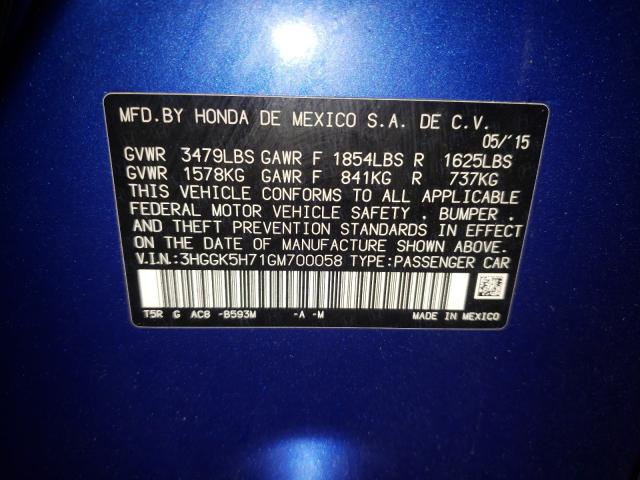 MFD.BY HONDA DE MEXICO S.A. DE C.V.
05/'15
GVWR 3479LBS GAWR F 1854LBS R 1625LBS
GVWR 1578KG GAWR F 841KG R 737KG
THIS VEHICLE CONFORMS TO ALL APPLICABLE
FEDERAL MOTOR VEHICLE SAFETY . BUMPER .
AND THEFT PREVENTION STANDARDS IN EFFECT
ON THE DATE OF MANUFACTURE SHOWN ABOVE.
V.I.N:3HGGK5H71GM700058 TYPE:PASSENGER CAR
T5R G AC8 -B593M -A -M MADE IN MEXICO